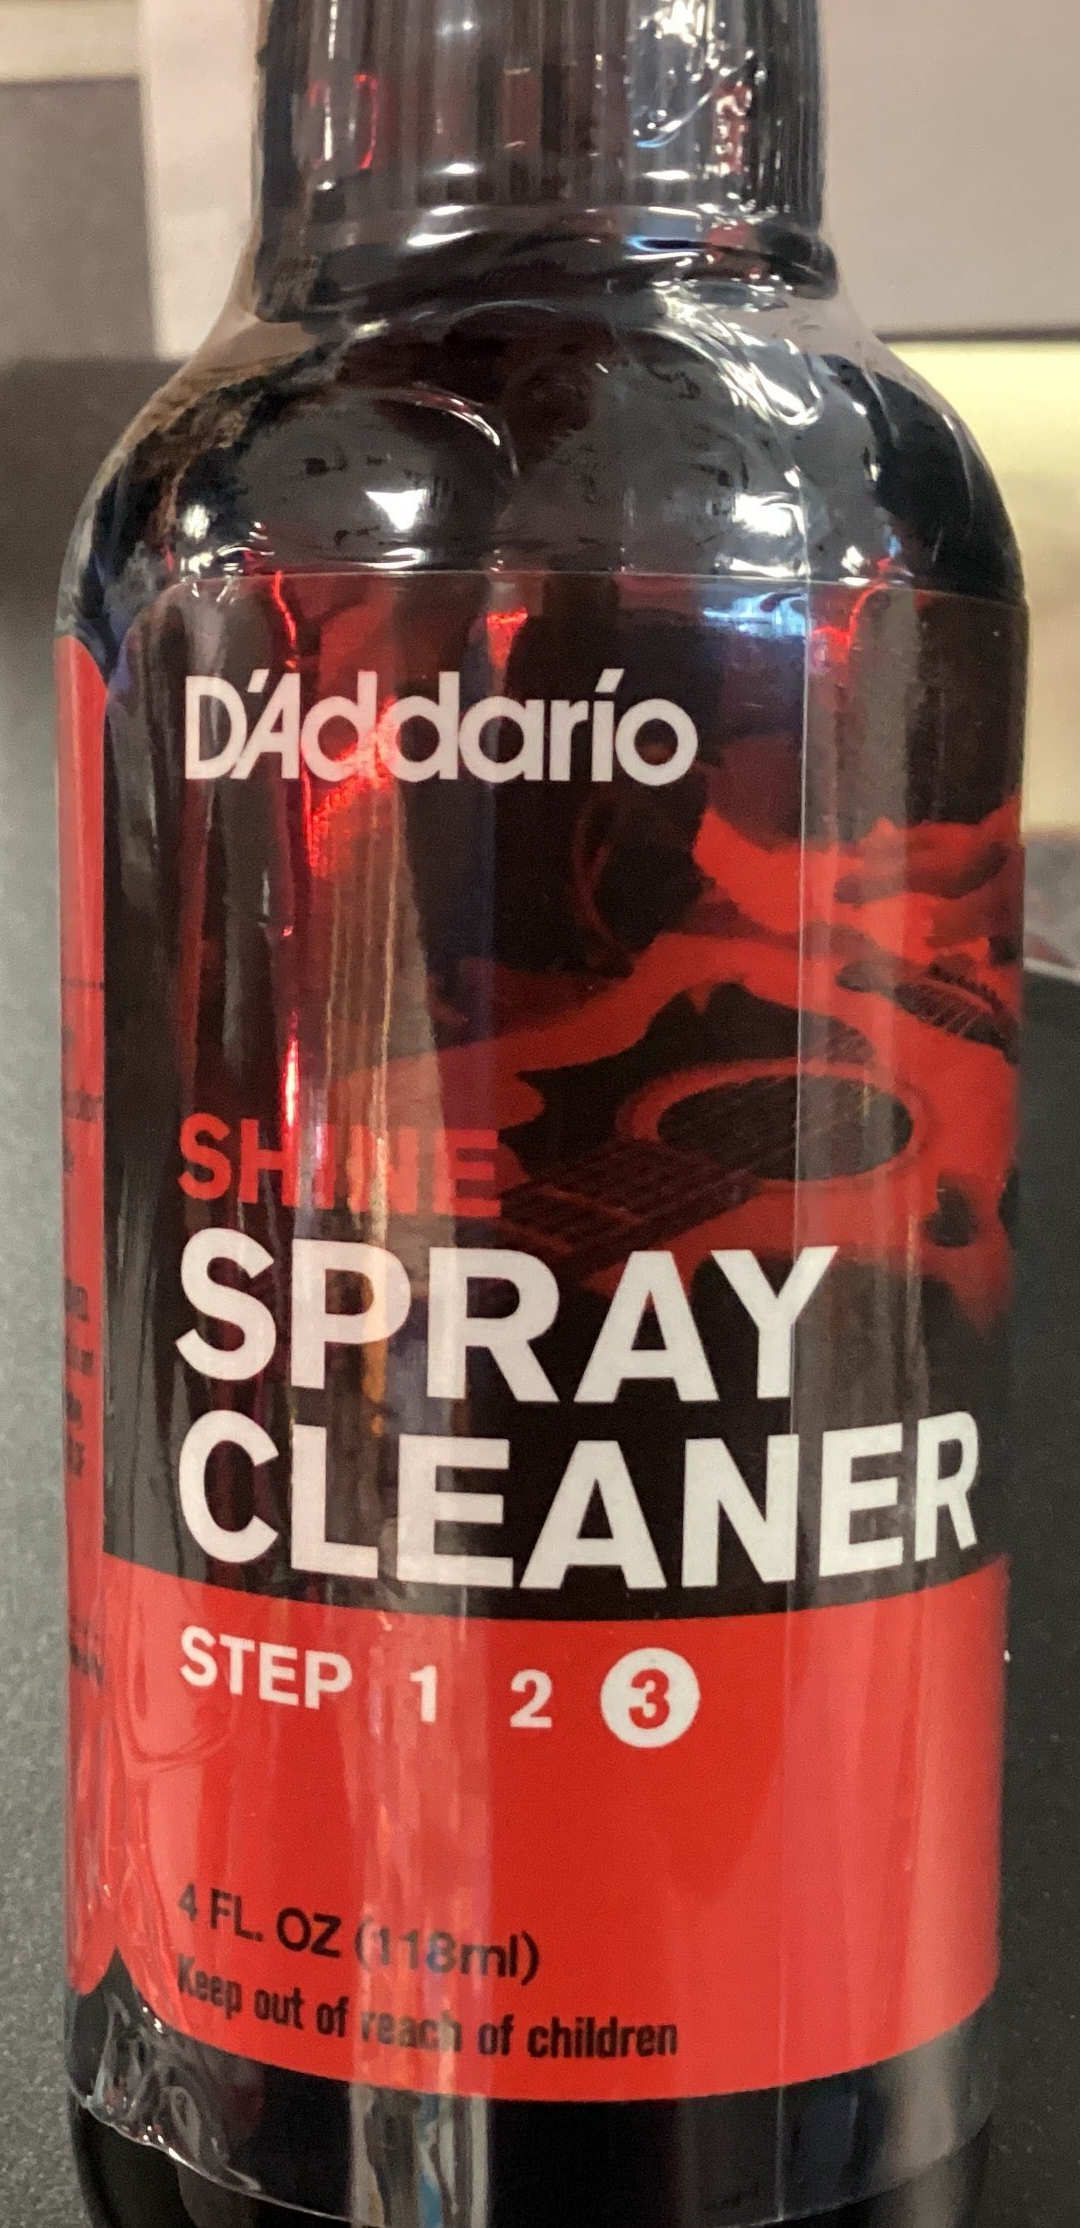 D'Addario
SHINE
SPRAY
CLEANER
STEP 1 2 3
4 FL. OZ (118ml)
Keep out of reach of children